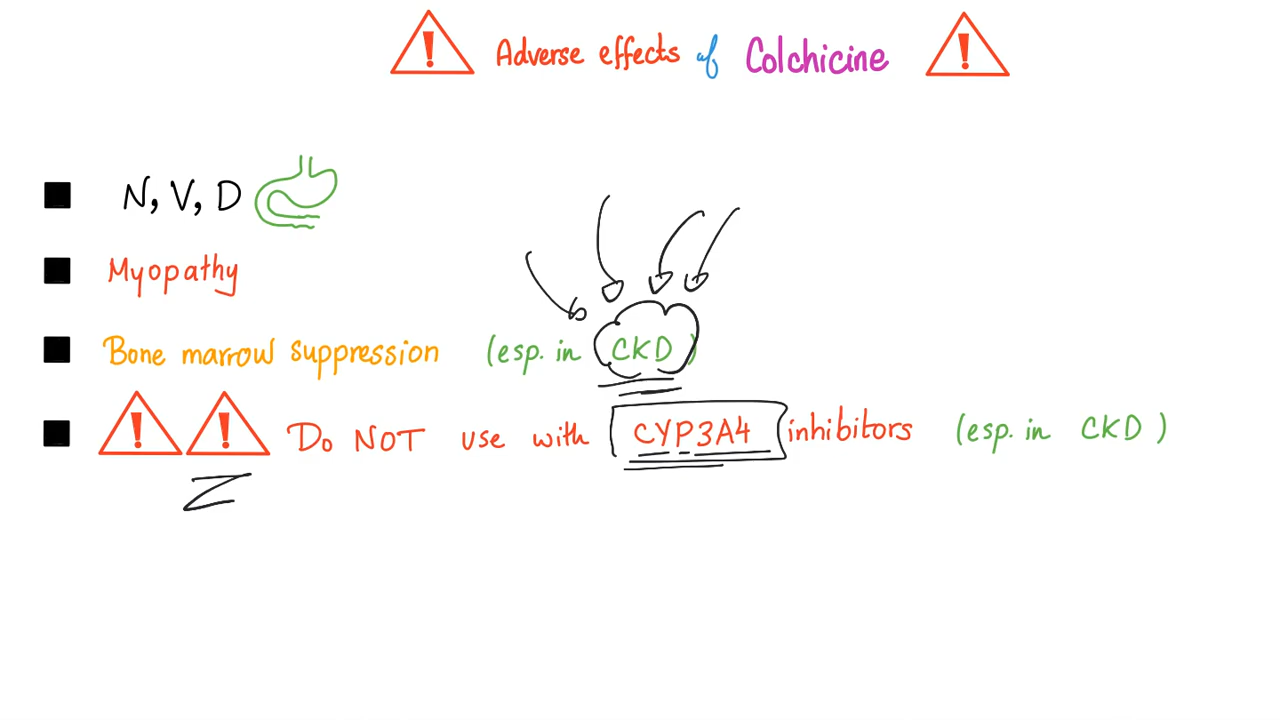 ! Adverse effects of Colchicine !
N, V, D
Myopathy
Bone marrow suppression (esp. in CKD)
! ! Do NOT use with CYP3A4 inhibitors (esp. in CKD)